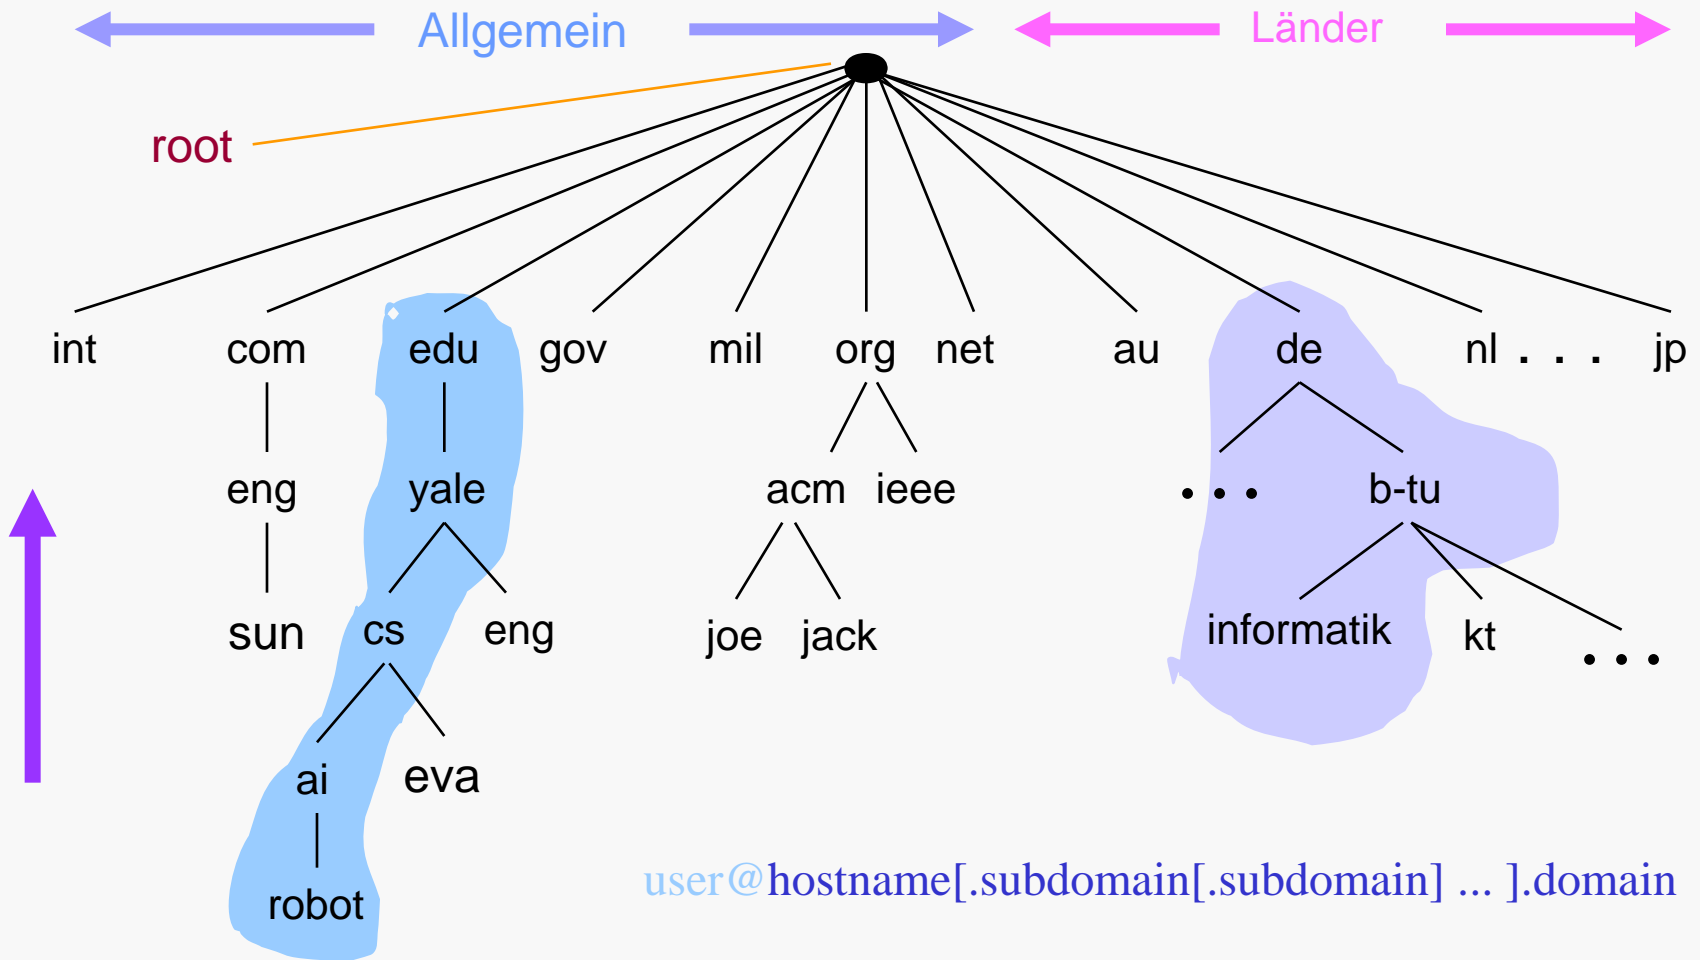 Allgemein Länder
root
int com edu gov mil org net au de nl . . . jp
eng yale acm ieee • • • b-tu
sun cs eng joe jack informatik kt • • •
ai eva
robot
user@hostname[.subdomain[.subdomain] ... ].domain